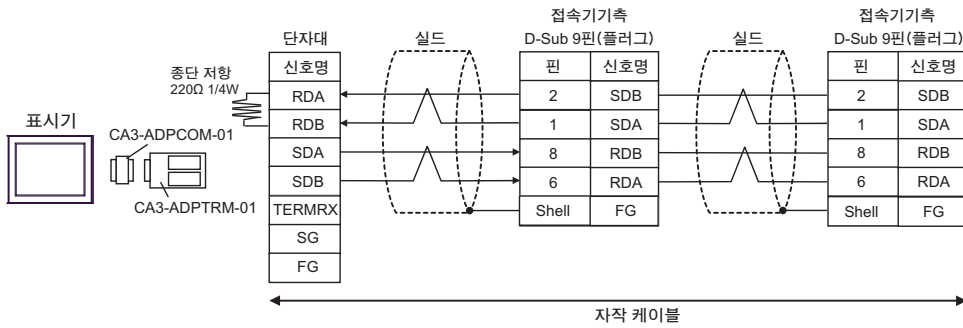 접속기기측 접속기기측
단자대 실드 D-Sub 9핀(플러그) 실드 D-Sub 9핀(플러그)
신호명 핀 신호명 핀 신호명
종단 저항
220Ω 1/4W
RDA 2 SDB 2 SDB
표시기 RDB 1 SDA 1 SDA
CA3-ADPCOM-01
SDA 8 RDB 8 RDB
SDB 6 RDA 6 RDA
CA3-ADPTRM-01
TERMRX Shell FG Shell FG
SG
FG
자작 케이블